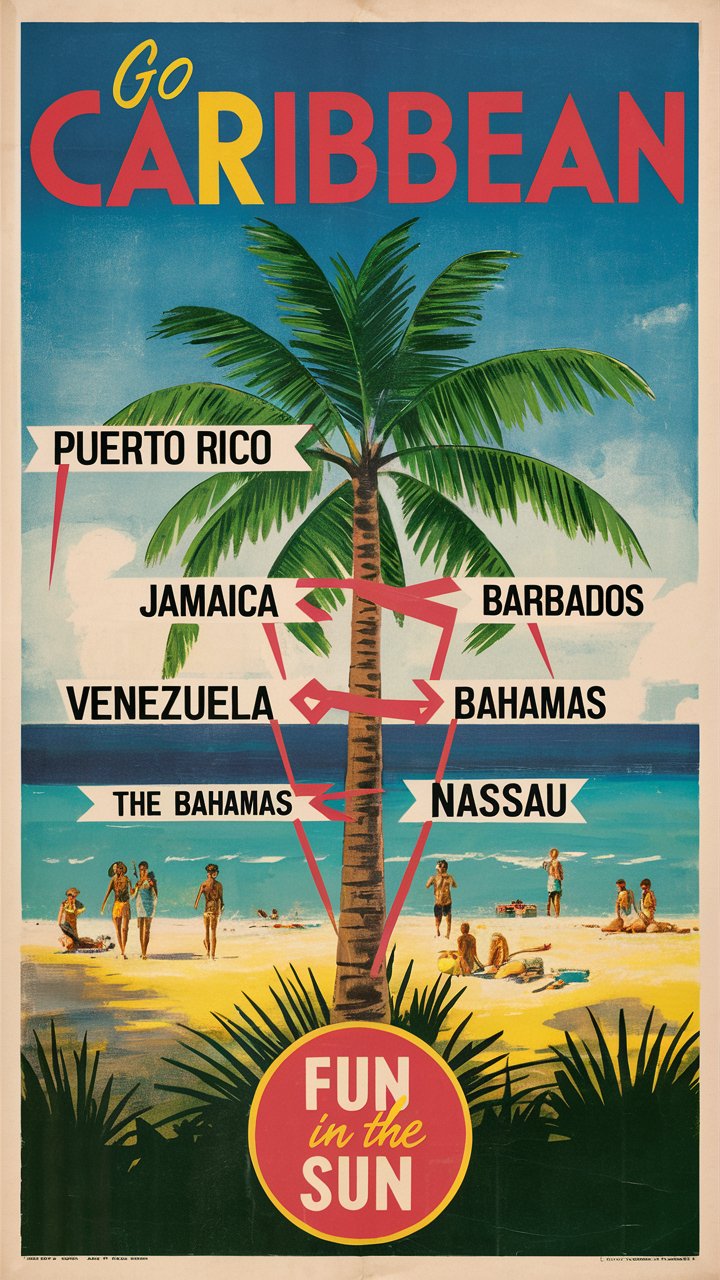 Go
CARIBBEAN
PUERTO RICO
JAMAICA
BARBADOS
VENEZUELA
BAHAMAS
THE BAHAMAS
NASSAU
FUN
in the
SUN